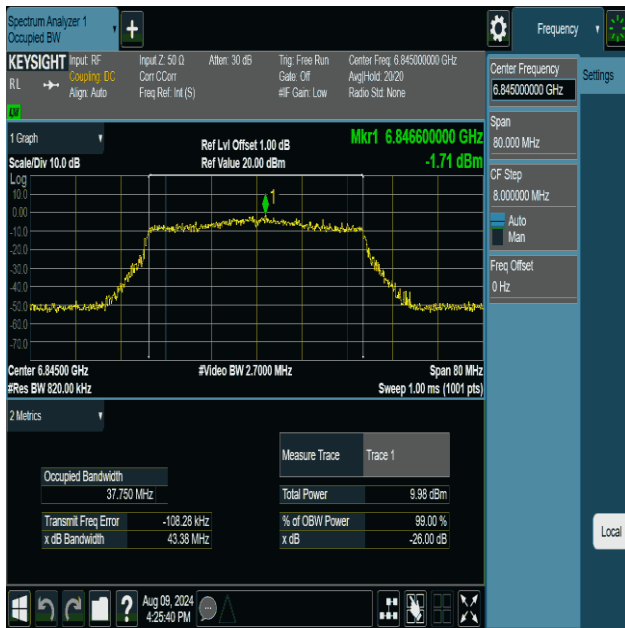 Spectrum Analyzer 1
Occupied BW
+
Frequency
KEYSIGHT Input: RF Input Z: 50 Ω Atten: 30 dB Trig: Free Run Center Freq: 6.845000000 GHz
RL Coupling: DC Corr CCorr Gate: Off Avg|Hold: 20/20
Align: Auto Freq Ref: Int (S) #IF Gain: Low Radio Std: None
Center Frequency
6.845000000 GHz
Settings
Span
80.000 MHz
CF Step
8.000000 MHz
Auto
Man
Freq Offset
0 Hz
Local
1 Graph
Ref Lvl Offset 1.00 dB
Mkr1 6.846600000 GHz
Scale/Div 10.0 dB
Ref Value 20.00 dBm
-1.71 dBm
Log
10.0
0.00
-10.0
-20.0
-30.0
-40.0
-50.0
-60.0
-70.0
1
Center 6.84500 GHz #Video BW 2.7000 MHz Span 80 MHz
#Res BW 820.00 kHz Sweep 1.00 ms (1001 pts)
2 Metrics
Measure Trace Trace 1
Occupied Bandwidth
37.750 MHz
Total Power 9.98 dBm
Transmit Freq Error -108.28 kHz % of OBW Power 99.00 %
x dB Bandwidth 43.38 MHz x dB -26.00 dB
? Aug 09, 2024
4:25:40 PM